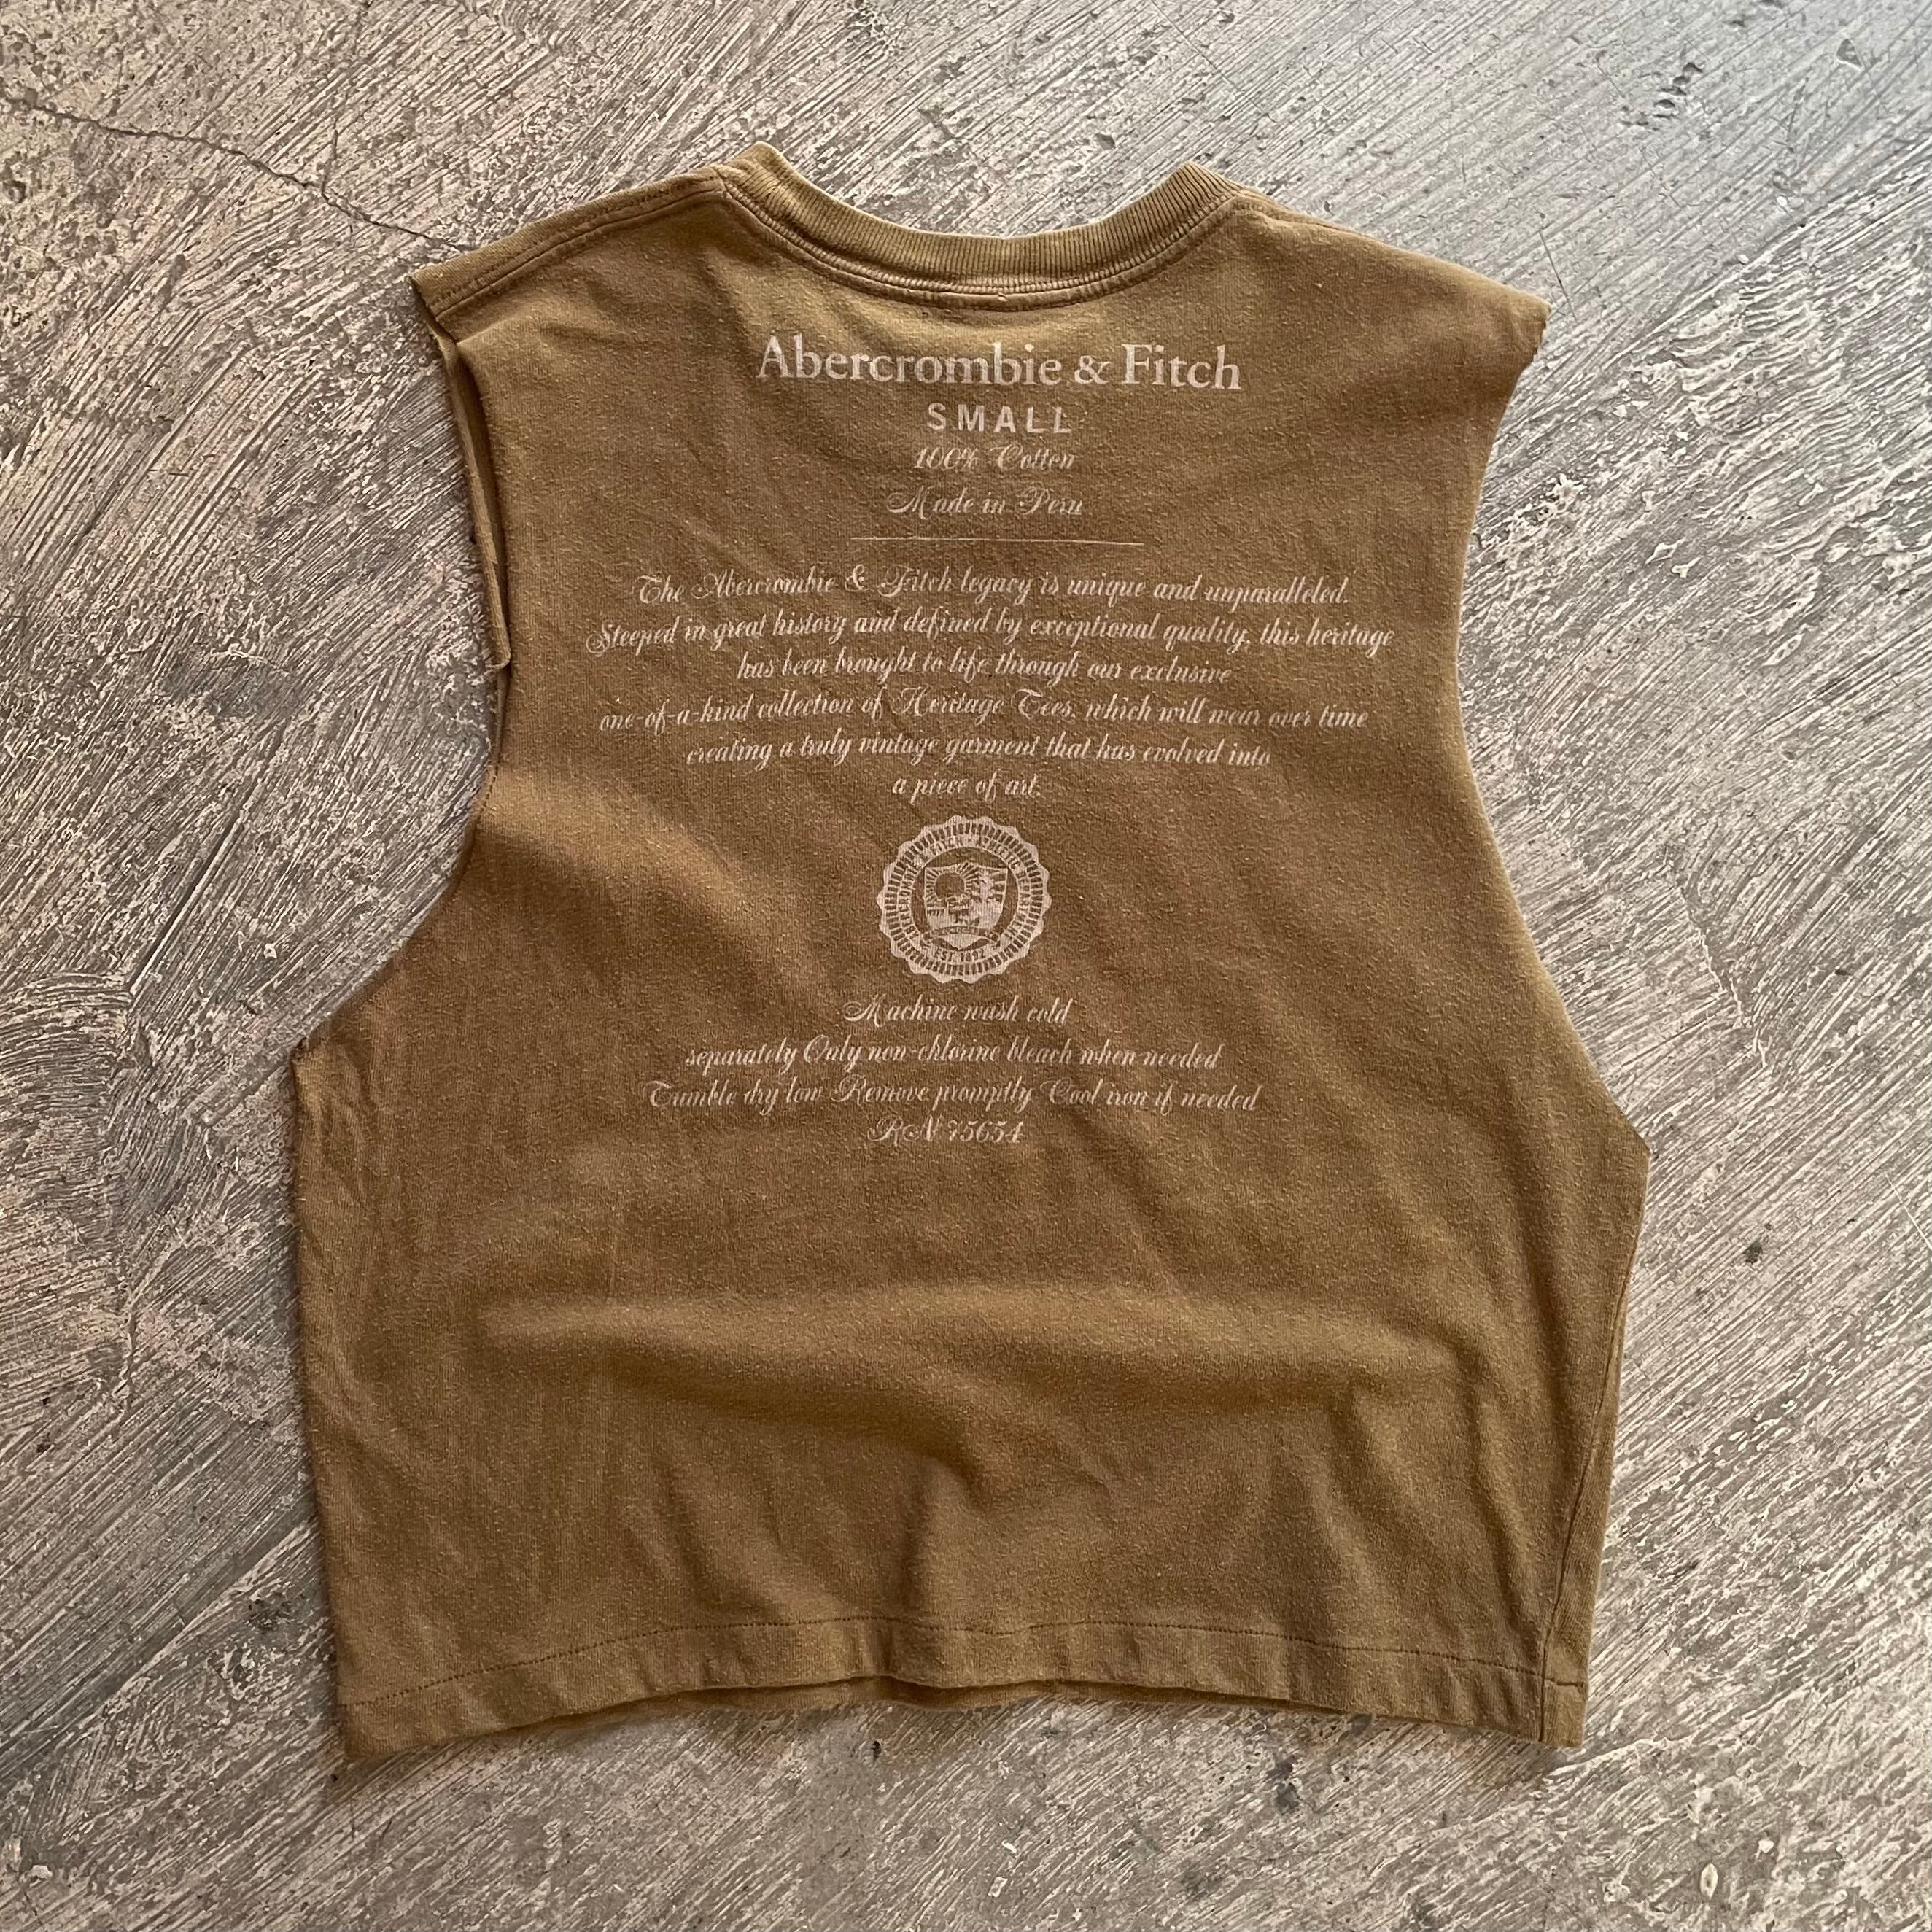 Abercrombie & Fitch
SMALL
100% Cotton
Made in Peru
The Abercrombie & Fitch legacy is unique and unparalleled.
Steeped in great history and defined by exceptional quality, this heritage
has been brought to life through our exclusive
one-of-a-kind collection of Heritage Tees, which will wear over time
creating a truly vintage garment that has evolved into
a piece of art.
EST. 1892
Machine wash cold
separately Only non-chlorine bleach when needed
Tumble dry low Remove promptly Cool iron if needed
RN 75654